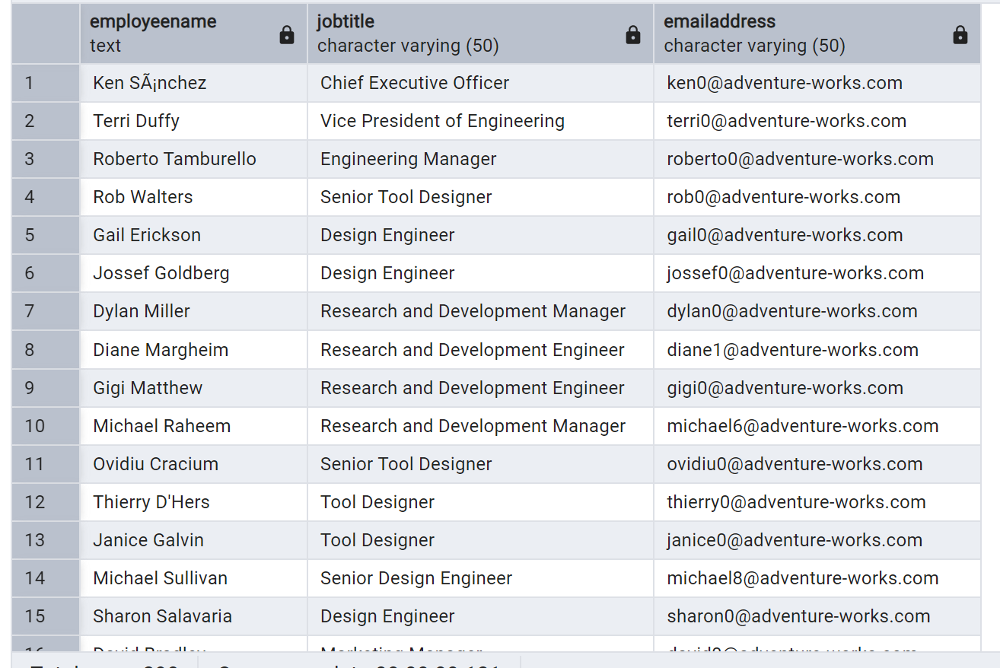 employeename jobtitle emailaddress
text character varying (50) character varying (50)
1 Ken SÃ¡nchez Chief Executive Officer ken0@adventure-works.com
2 Terri Duffy Vice President of Engineering terri0@adventure-works.com
3 Roberto Tamburello Engineering Manager roberto0@adventure-works.com
4 Rob Walters Senior Tool Designer rob0@adventure-works.com
5 Gail Erickson Design Engineer gail0@adventure-works.com
6 Jossef Goldberg Design Engineer jossef0@adventure-works.com
7 Dylan Miller Research and Development Manager dylan0@adventure-works.com
8 Diane Margheim Research and Development Engineer diane1@adventure-works.com
9 Gigi Matthew Research and Development Engineer gigi0@adventure-works.com
10 Michael Raheem Research and Development Manager michael6@adventure-works.com
11 Ovidiu Cracium Senior Tool Designer ovidiu0@adventure-works.com
12 Thierry D'Hers Tool Designer thierry0@adventure-works.com
13 Janice Galvin Tool Designer janice0@adventure-works.com
14 Michael Sullivan Senior Design Engineer michael8@adventure-works.com
15 Sharon Salavaria Design Engineer sharon0@adventure-works.com
16 David Bradley Marketing Manager